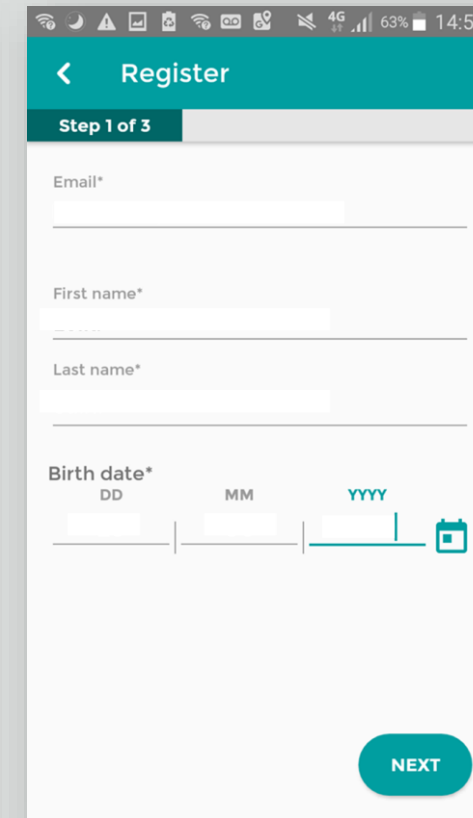 4G 63% 14:5
Register
Step 1 of 3
Email*
First name*
Last name*
Birth date*
DD MM YYYY
NEXT